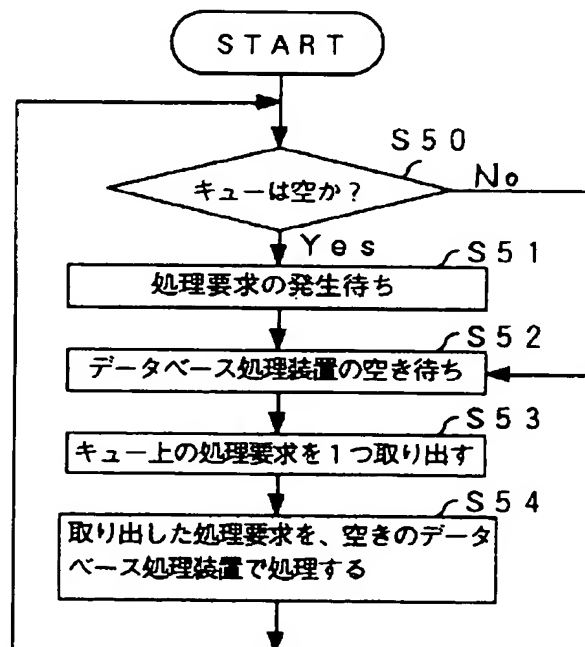 START
S50
キューは空か？
No
Yes
S51
処理要求の発生待ち
S52
データベース処理装置の空き待ち
S53
キュー上の処理要求を１つ取り出す
S54
取り出した処理要求を、空きのデータ
ベース処理装置で処理する